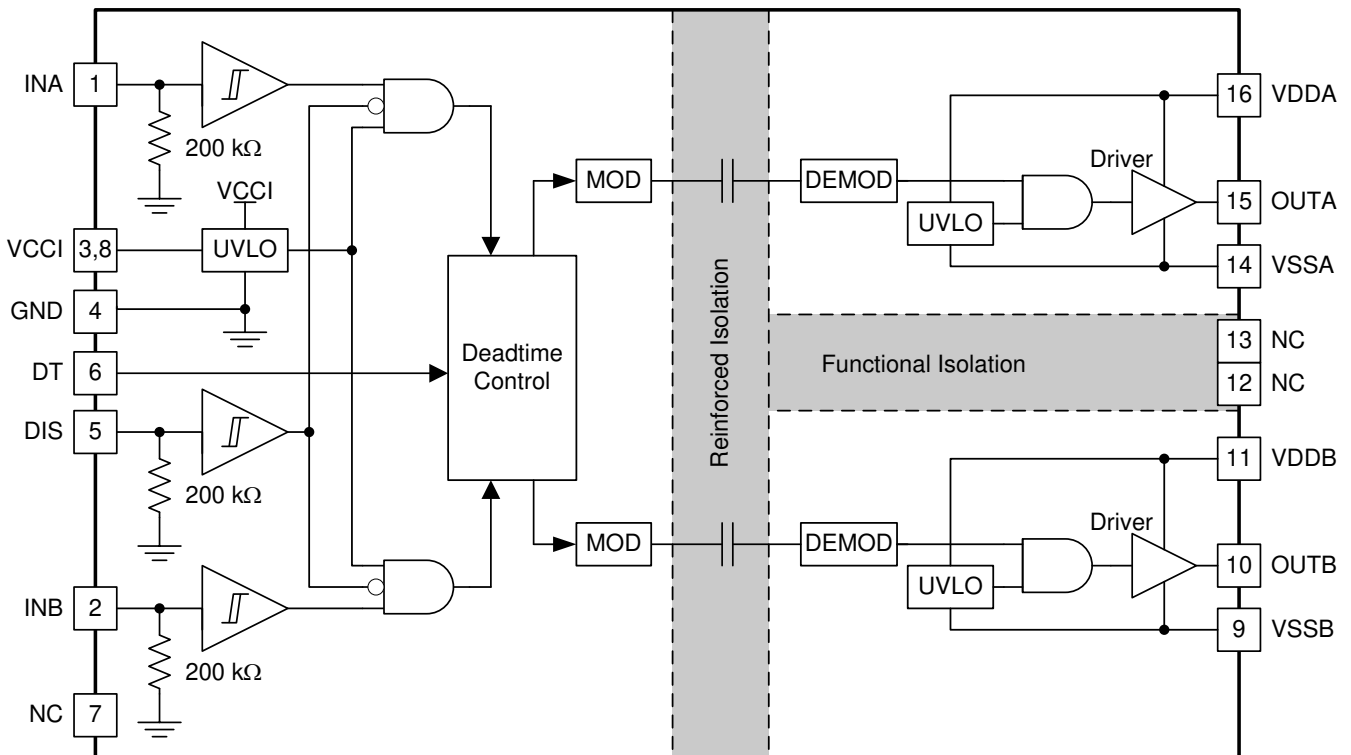 INA
1
200 kΩ
VCCI
VCCI
3,8
UVLO
GND
4
DT
6
DIS
5
200 kΩ
INB
2
200 kΩ
NC
7
Deadtime
Control
MOD
MOD
Reinforced Isolation
Functional Isolation
DEMOD
UVLO
Driver
16
VDDA
15
OUTA
14
VSSA
13
NC
12
NC
11
VDDB
DEMOD
UVLO
Driver
10
OUTB
9
VSSB